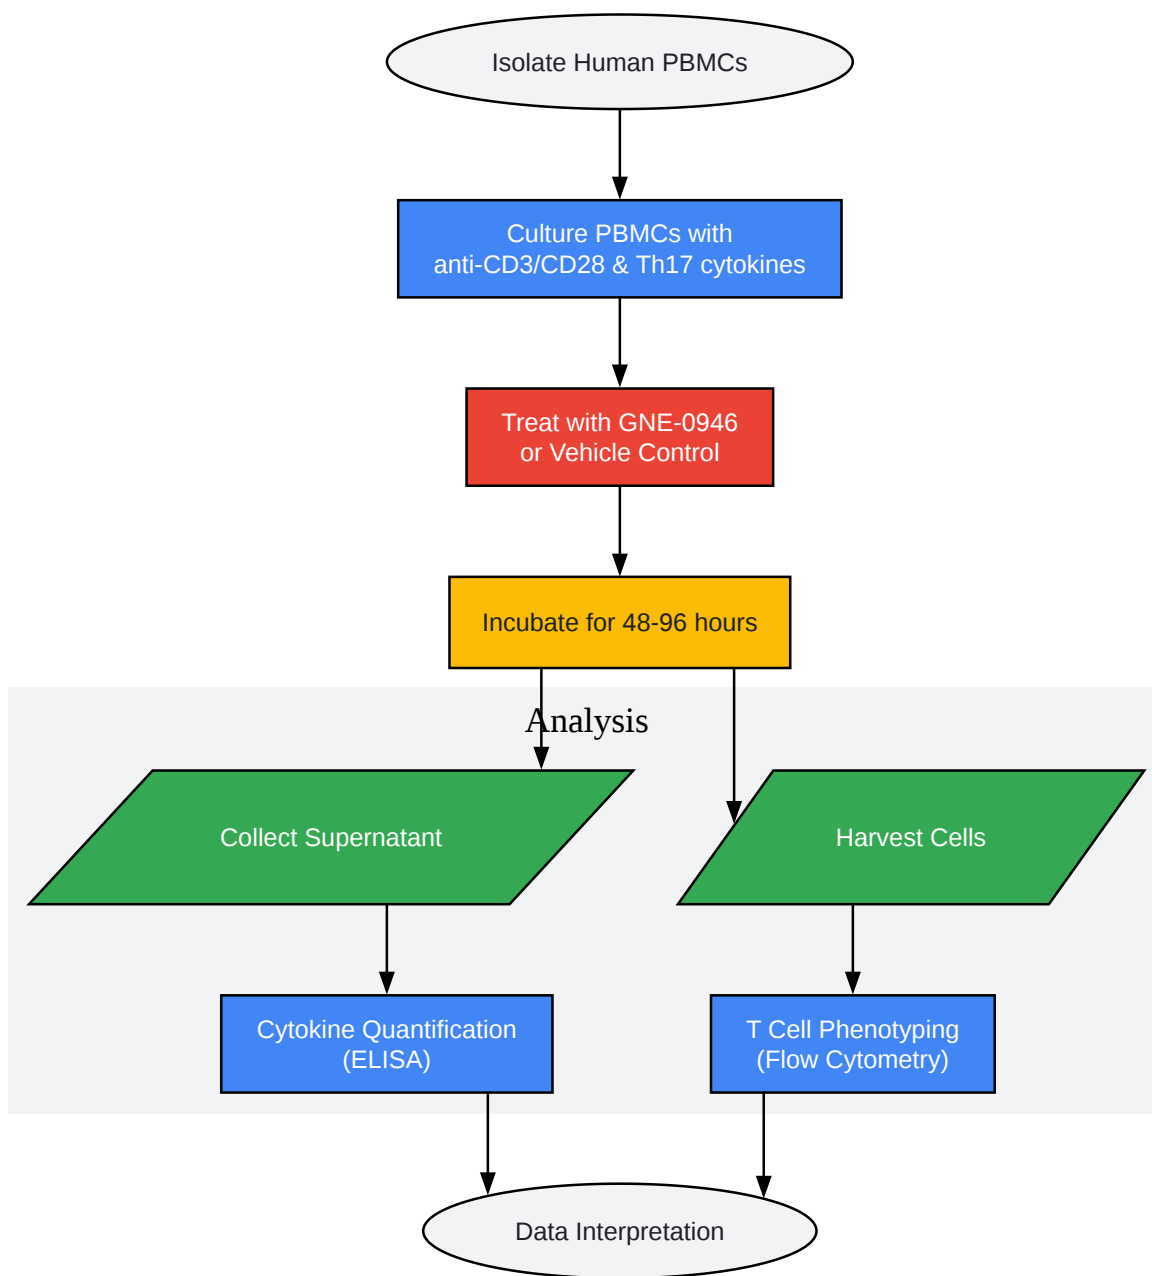 Isolate Human PBMCs
Culture PBMCs with
anti-CD3/CD28 & Th17 cytokines
Treat with GNE-0946
or Vehicle Control
Incubate for 48-96 hours
Analysis
Collect Supernatant
Harvest Cells
Cytokine Quantification
(ELISA)
T Cell Phenotyping
(Flow Cytometry)
Data Interpretation